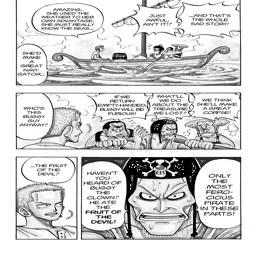 AMAZING.
SHE USED THE
WEATHER TO HER
OWN ADVANTAGE.
SHE MUST REALLY
KNOW THE SEAS...
SHE'D
MAKE
A GREAT
NAVI-
GATOR...
JUST
AWFUL,
AIN'T IT!!
AND THAT'S
THE WHOLE
SAD STORY!
WHO'S
THIS
BUGGY
GUY
ANYWAY?
IF WE
RETURN
EMPTY-HANDED
BUGGY WILL BE
FURIOUS!
WHAT'LL
WE DO
ABOUT THE
TREASURE
WE LOST?
WE THINK
SHE'LL MAKE
A GREAT
CORPSE!
...THE FRUIT
OF THE
DEVIL?
HAVEN'T
YOU
HEARD OF
BUGGY
THE
CLOWN?
HE ATE
THE
FRUIT OF
THE
DEVIL!
ONLY
THE
MOST
FERO-
CIOUS
PIRATE
IN THESE
PARTS!